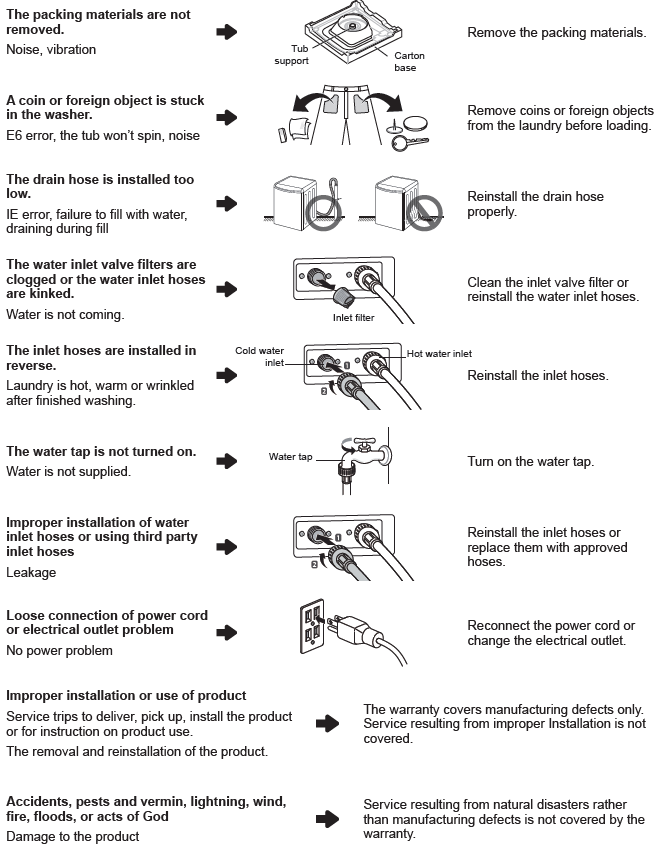 The packing materials are not
removed.
Noise, vibration
Tub
support
Carton
base
Remove the packing materials.
A coin or foreign object is stuck
in the washer.
E6 error, the tub won't spin, noise
Remove coins or foreign objects
from the laundry before loading.
The drain hose is installed too
low.
IE error, failure to fill with water,
draining during fill
Reinstall the drain hose
properly.
The water inlet valve filters are
clogged or the water inlet hoses
are kinked.
Water is not coming.
Inlet filter
Clean the inlet valve filter or
reinstall the water inlet hoses.
The inlet hoses are installed in
reverse.
Laundry is hot, warm or wrinkled
after finished washing.
Cold water
inlet
Hot water inlet
1
2
Reinstall the inlet hoses.
The water tap is not turned on.
Water is not supplied.
Water tap
Turn on the water tap.
Improper installation of water
inlet hoses or using third party
inlet hoses
Leakage
1
2
Reinstall the inlet hoses or
replace them with approved
hoses.
Loose connection of power cord
or electrical outlet problem
No power problem
Reconnect the power cord or
change the electrical outlet.
Improper installation or use of product
Service trips to deliver, pick up, install the product
or for instruction on product use.
The removal and reinstallation of the product.
The warranty covers manufacturing defects only.
Service resulting from improper Installation is not
covered.
Accidents, pests and vermin, lightning, wind,
fire, floods, or acts of God
Damage to the product
Service resulting from natural disasters rather
than manufacturing defects is not covered by the
warranty.